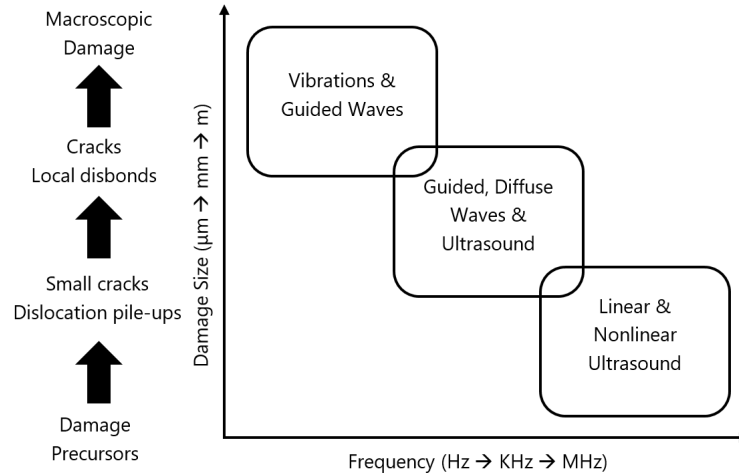 Macroscopic
Damage
Cracks
Local disbonds
Small cracks
Dislocation pile-ups
Damage
Precursors
Damage Size (μm → mm → m)
Vibrations &
Guided Waves
Guided, Diffuse
Waves &
Ultrasound
Linear &
Nonlinear
Ultrasound
Frequency (Hz → KHz → MHz)